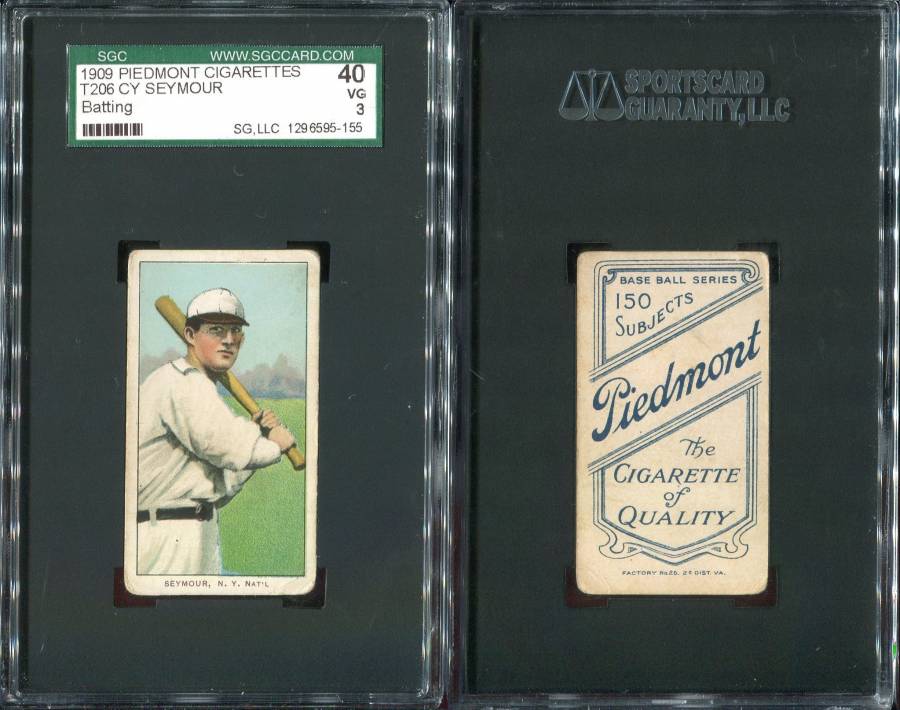 SGC WWW.SGCCARD.COM
1909 PIEDMONT CIGARETTES 40
T206 CY SEYMOUR VG
Batting 3
SG, LLC 1296595-155
SEYMOUR, N. Y. NAT'L
SPORTSCARD
GUARANTY, LLC
BASE BALL SERIES
150
SUBJECTS
Piedmont
The
CIGARETTE
of
QUALITY
FACTORY No 25. 2D DIST. VA.